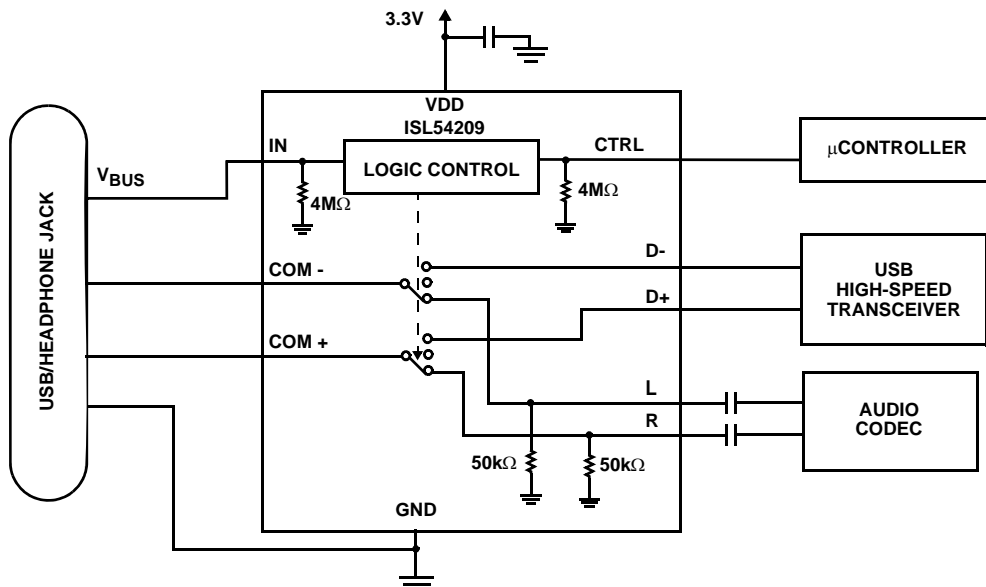 3.3V
VDD
ISL54209
IN
LOGIC CONTROL
CTRL
μCONTROLLER
VBUS
4MΩ
4MΩ
USB/HEADPHONE JACK
COM -
D-
USB
HIGH-SPEED
TRANSCEIVER
D+
COM +
L
R
AUDIO
CODEC
50kΩ
50kΩ
GND